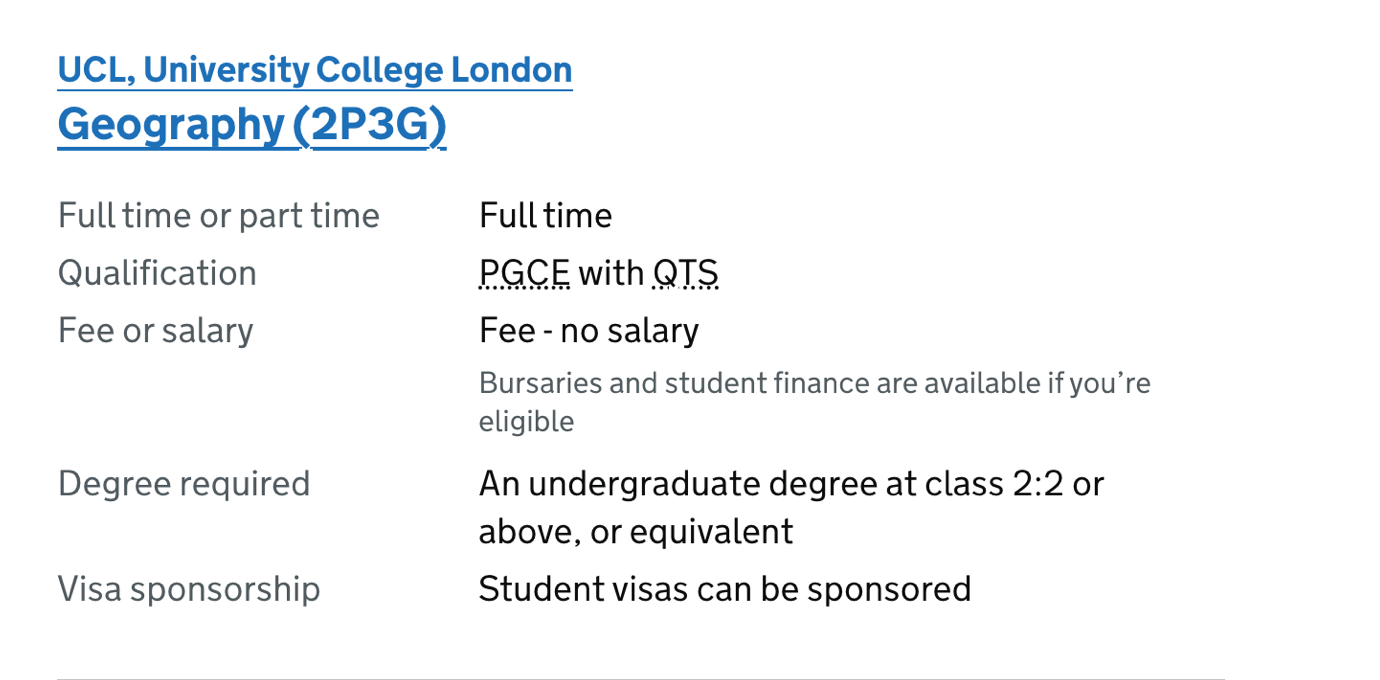 UCL, University College London
Geography (2P3G)
Full time or part time Full time
Qualification PGCE with QTS
Fee or salary Fee - no salary
Bursaries and student finance are available if you’re
eligible
Degree required An undergraduate degree at class 2:2 or
above, or equivalent
Visa sponsorship Student visas can be sponsored